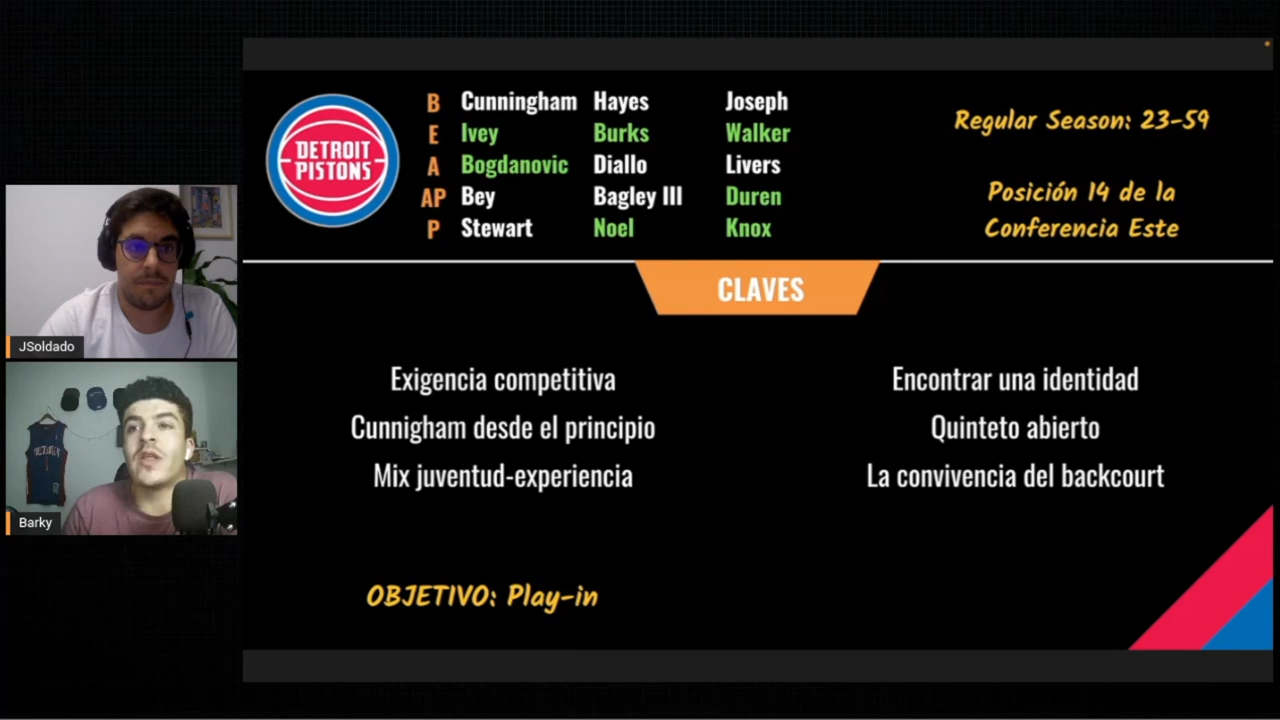 DETROIT
PISTONS
B Cunningham Hayes Joseph
E Ivey Burks Walker
A Bogdanovic Diallo Livers
AP Bey Bagley III Duren
P Stewart Noel Knox
Regular Season: 23-59
Posición 14 de la
Conferencia Este
CLAVES
Exigencia competitiva
Cunnigham desde el principio
Mix juventud-experiencia
Encontrar una identidad
Quinteto abierto
La convivencia del backcourt
OBJETIVO: Play-in
JSoldado
Barky